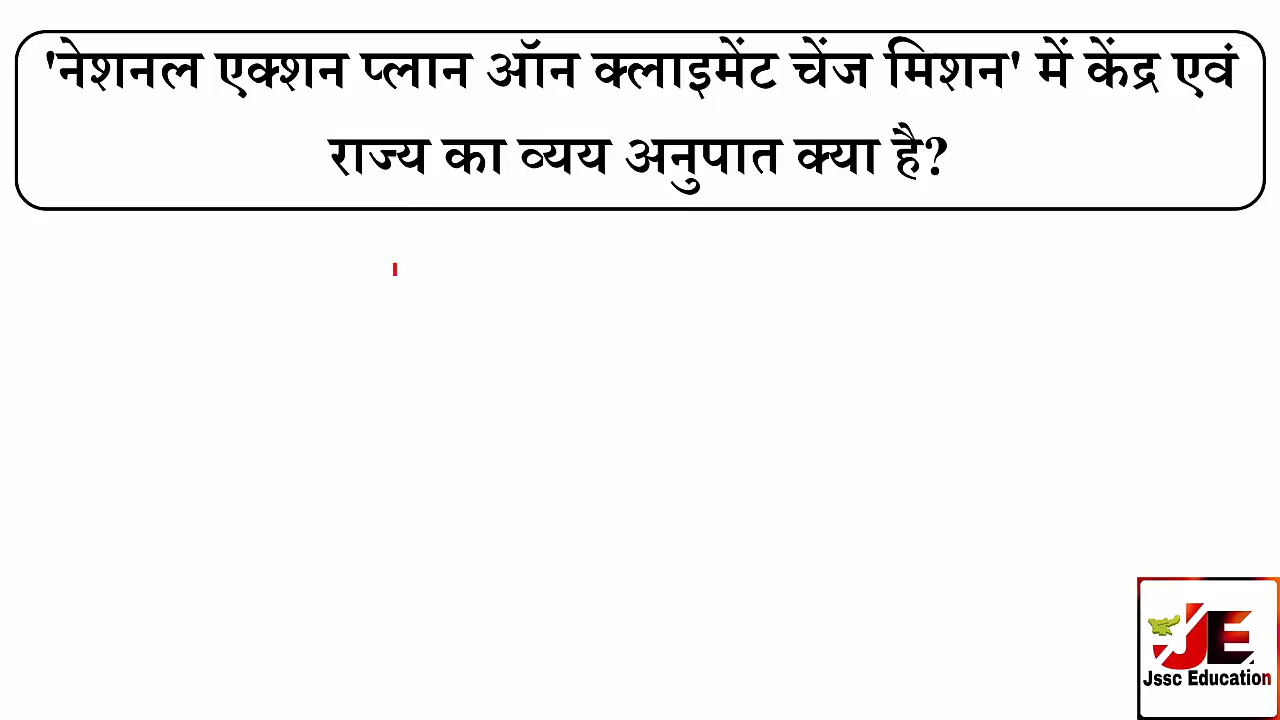 'नेशनल एक्शन प्लान ऑन क्लाइमेंट चेंज मिशन' में केंद्र एवं
राज्य का व्यय अनुपात क्या है?
JE
Jssc Education